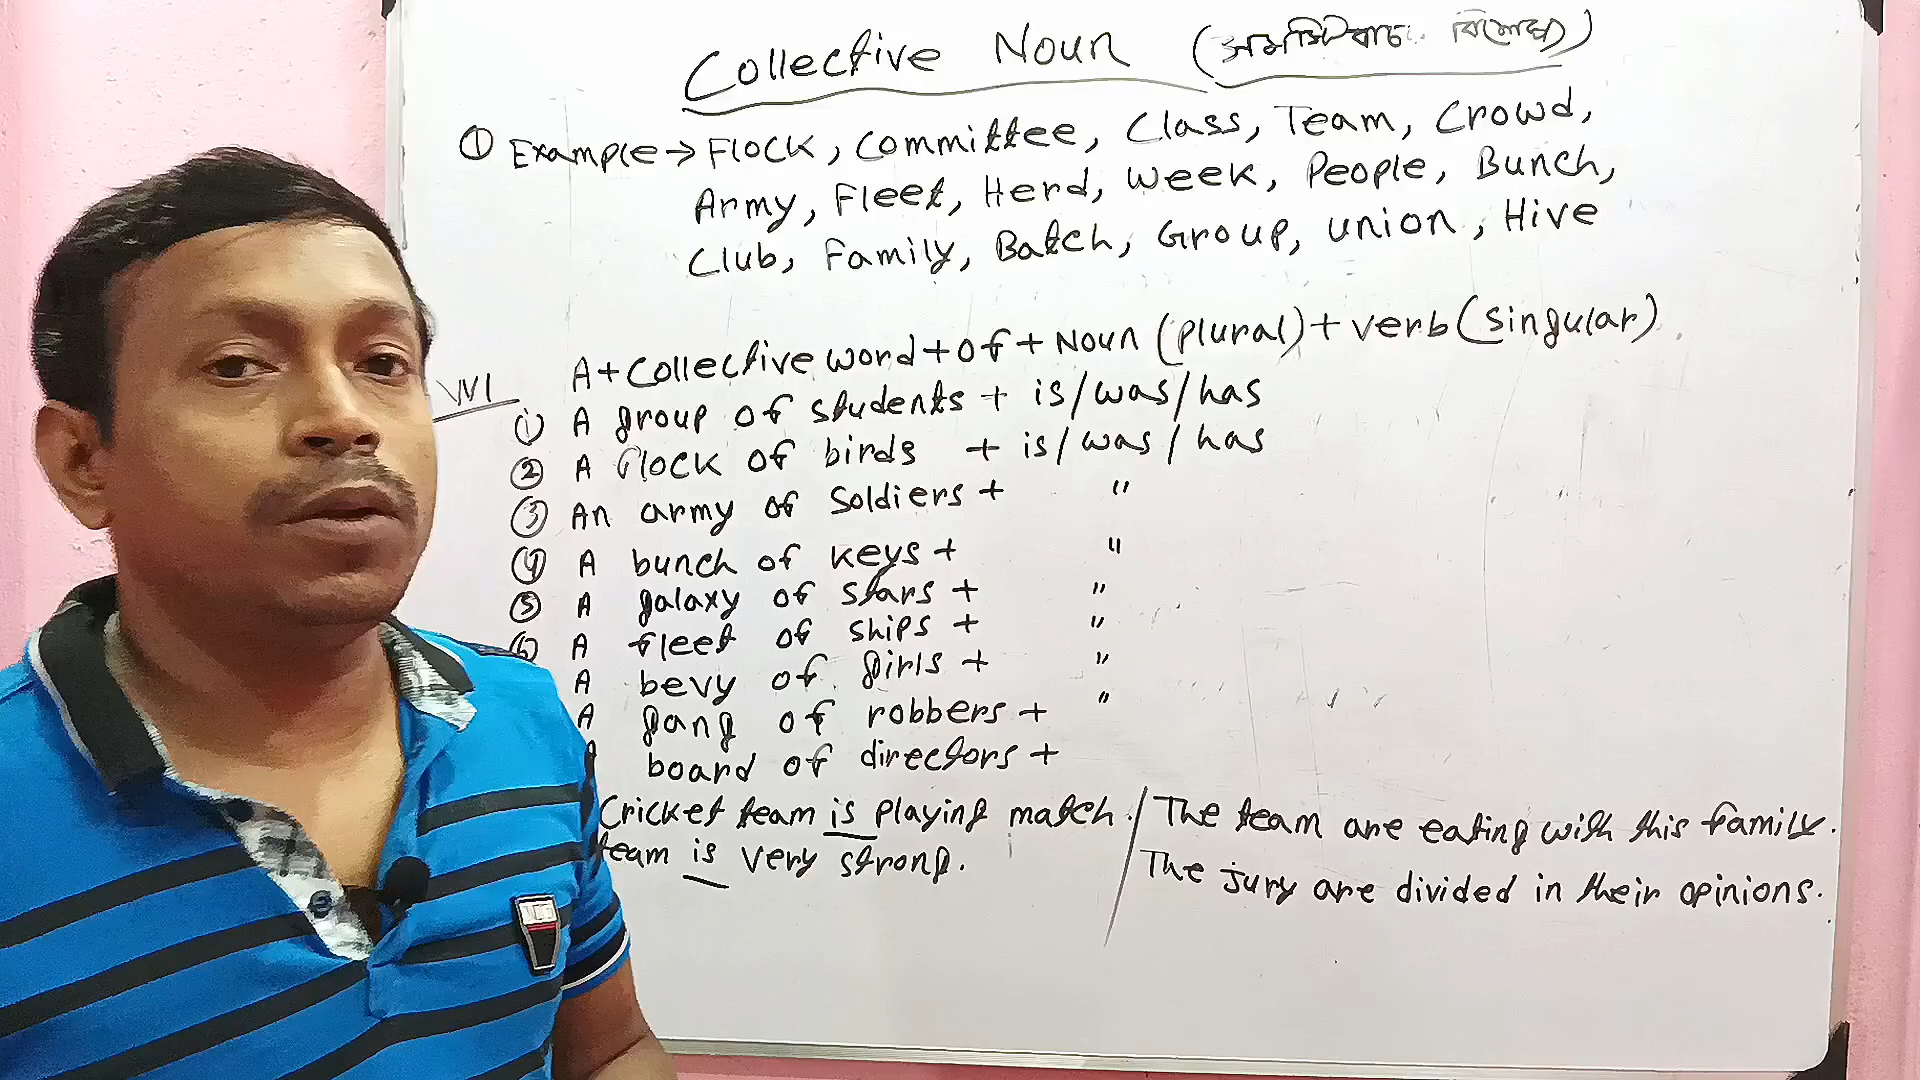 Collective Noun (সমষ্টিবাচক বিশেষ্য)
① Example → Flock, Committee, Class, Team, Crowd,
Army, Fleet, Herd, Week, People, Bunch,
Club, Family, Batch, Group, Union, Hive
A + Collective word + of + Noun (plural) + verb (singular)
VVI
① A group of students + is/was/has
② A flock of birds + is/was/has
③ An army of soldiers + "
④ A bunch of keys + "
⑤ A galaxy of stars + "
⑥ A fleet of ships + "
A bevy of girls + "
A gang of robbers + "
A board of directors +
Cricket team is playing match. / The team are eating with this family.
team is very strong. The jury are divided in their opinions.